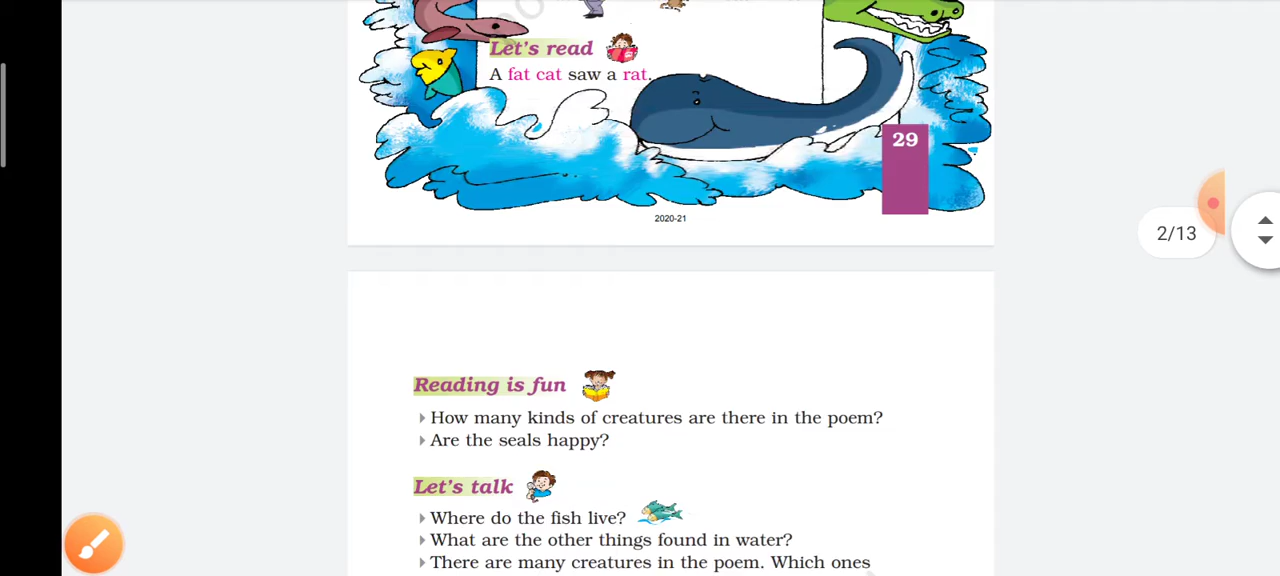 Let's read
A fat cat saw a rat.
29
2020-21
2/13
Reading is fun
How many kinds of creatures are there in the poem?
Are the seals happy?
Let's talk
Where do the fish live?
What are the other things found in water?
There are many creatures in the poem. Which ones